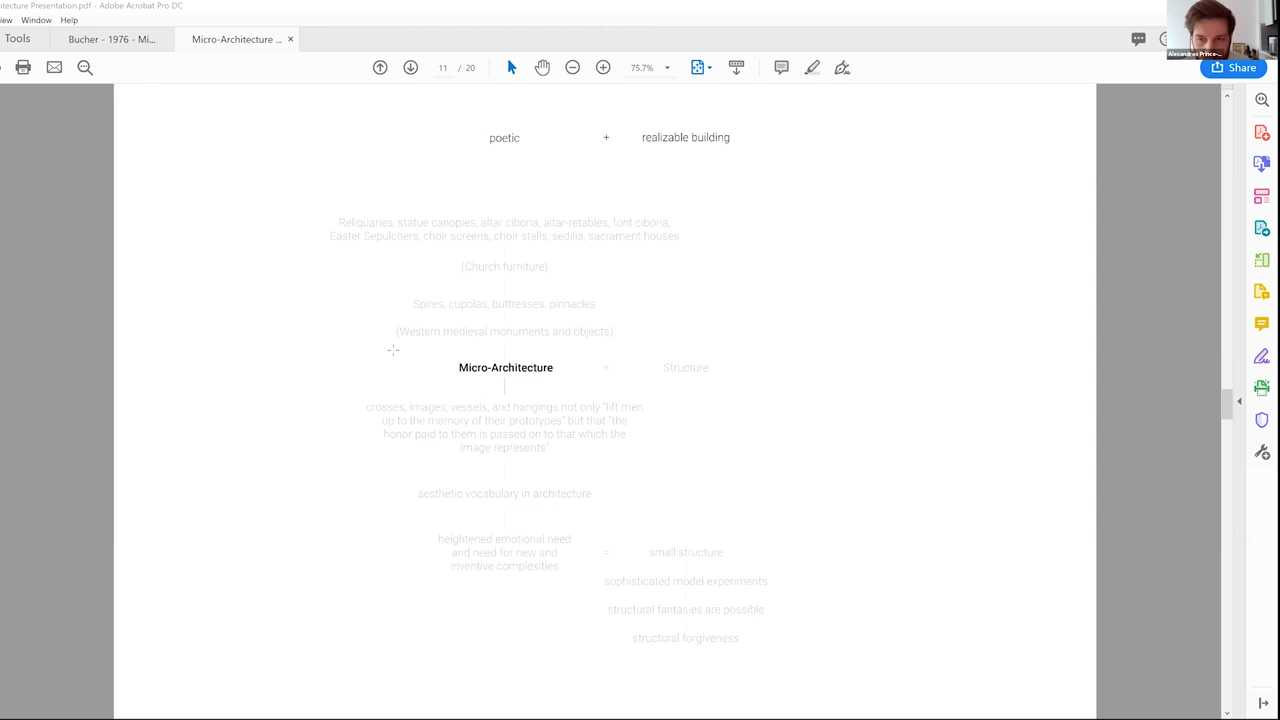 itecture Presentation.pdf - Adobe Acrobat Pro DC
iew Window Help
Tools
Bucher - 1976 - Mi...
Micro-Architecture ... ×
11 / 20
75.7%
Share
Alexandros Prince-
poetic + realizable building
Reliquaries, statue canopies, altar ciboria, altar-retables, font ciboria,
Easter Sepulchers, choir screens, choir stalls, sedilia, sacrament houses
(Church furniture)
Spires, cupolas, buttresses, pinnacles
(Western medieval monuments and objects)
Micro-Architecture > Structure
crosses, images, vessels, and hangings not only "lift men
up to the memory of their prototypes" but that "the
honor paid to them is passed on to that which the
image represents"
aesthetic vocabulary in architecture
heightened emotional need
and need for new and
inventive complexities
= small structure
sophisticated model experiments
structural fantasies are possible
structural forgiveness